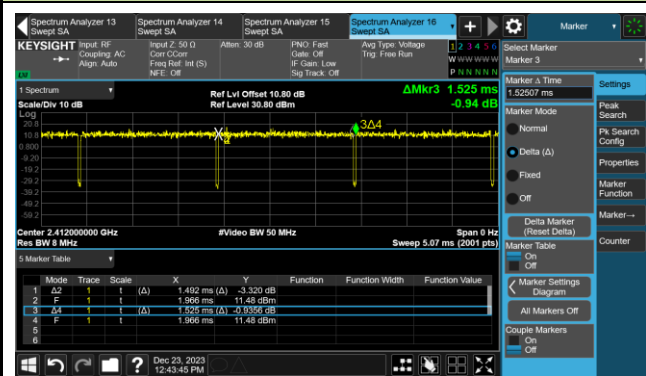 Spectrum Analyzer 13
Swept SA
Spectrum Analyzer 14
Swept SA
Spectrum Analyzer 15
Swept SA
Spectrum Analyzer 16
Swept SA
Marker
KEYSIGHT
Input: RF
Coupling: AC
Align: Auto
Input Z: 50 Ω
Corr CCorr
Freq Ref: Int (S)
NFE: Off
Atten: 30 dB
PNO: Fast
Gate: Off
IF Gain: Low
Sig Track: Off
Avg Type: Voltage
Trig: Free Run
1 2 3 4 5 6
W W W W W W
P N N N N N
Select Marker
Marker 3
1 Spectrum
Scale/Div 10 dB
Log
Ref Lvl Offset 10.80 dB
Ref Level 30.80 dBm
ΔMkr3 1.525 ms
-0.94 dB
20.8
10.8
0.800
-9.20
-19.2
-29.2
-39.2
-49.2
-59.2
3Δ4
Center 2.412000000 GHz
Res BW 8 MHz
#Video BW 50 MHz
Span 0 Hz
Sweep 5.07 ms (2001 pts)
5 Marker Table
Mode Trace Scale X Y Function Function Width Function Value
1 Δ2 1 t (Δ) 1.492 ms (Δ) -3.320 dB
2 F 1 t 1.966 ms 11.48 dBm
3 Δ4 1 t (Δ) 1.525 ms (Δ) -0.9356 dB
4 F 1 t 1.966 ms 11.48 dBm
5
6
Marker Δ Time
1.52507 ms
Marker Mode
Normal
Delta (Δ)
Fixed
Off
Delta Marker
(Reset Delta)
Marker Table
On
Off
Marker Settings
Diagram
All Markers Off
Couple Markers
On
Off
Settings
Peak
Search
Pk Search
Config
Properties
Marker
Function
Marker→
Counter
Dec 23, 2023
12:43:45 PM